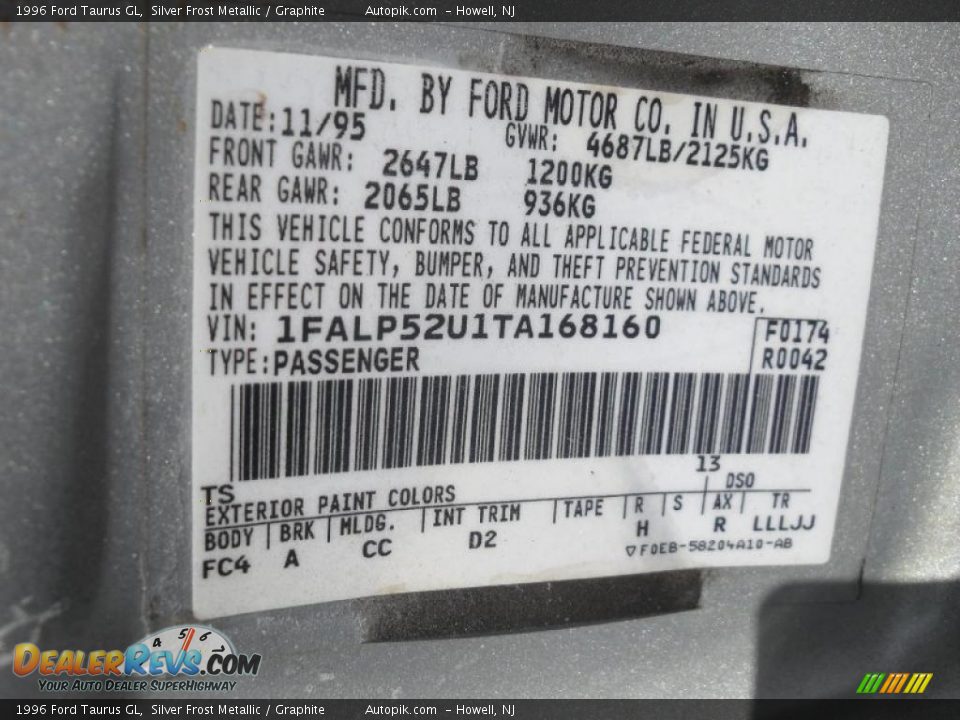 1996 Ford Taurus GL, Silver Frost Metallic / Graphite Autopik.com - Howell, NJ
MFD. BY FORD MOTOR CO. IN U.S.A.
DATE: 11/95 GVWR: 4687LB/2125KG
FRONT GAWR: 2647LB 1200KG
REAR GAWR: 2065LB 936KG
THIS VEHICLE CONFORMS TO ALL APPLICABLE FEDERAL MOTOR
VEHICLE SAFETY, BUMPER, AND THEFT PREVENTION STANDARDS
IN EFFECT ON THE DATE OF MANUFACTURE SHOWN ABOVE.
VIN: 1FALP52U1TA168160 F0174
TYPE: PASSENGER R0042
13
TS DSO
EXTERIOR PAINT COLORS
BODY BRK MLDG. INT TRIM TAPE R S AX TR
FC4 A CC D2 H R LLLJJ
▽F0EB-58204A10-AB
4 5 6
DEALERREVS.COM
YOUR AUTO DEALER SUPERHIGHWAY
1996 Ford Taurus GL, Silver Frost Metallic / Graphite Autopik.com - Howell, NJ